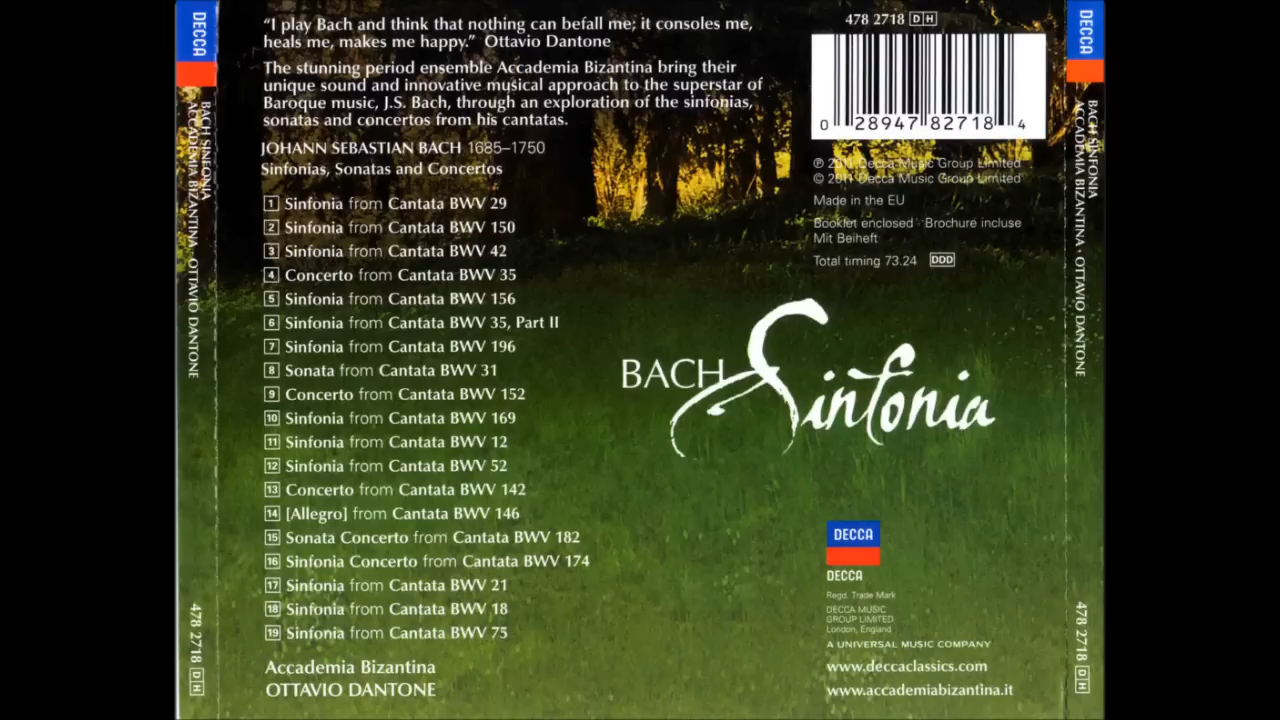 DECCA
BACH SINFONIA
ACCADEMIA BIZANTINA · OTTAVIO DANTONE
478 2718 DH
“I play Bach and think that nothing can befall me; it consoles me,
heals me, makes me happy.” Ottavio Dantone
The stunning period ensemble Accademia Bizantina bring their
unique sound and innovative musical approach to the superstar of
Baroque music, J.S. Bach, through an exploration of the sinfonias,
sonatas and concertos from his cantatas.
JOHANN SEBASTIAN BACH 1685–1750
Sinfonias, Sonatas and Concertos
1 Sinfonia from Cantata BWV 29
2 Sinfonia from Cantata BWV 150
3 Sinfonia from Cantata BWV 42
4 Concerto from Cantata BWV 35
5 Sinfonia from Cantata BWV 156
6 Sinfonia from Cantata BWV 35, Part II
7 Sinfonia from Cantata BWV 196
8 Sonata from Cantata BWV 31
9 Concerto from Cantata BWV 152
10 Sinfonia from Cantata BWV 169
11 Sinfonia from Cantata BWV 12
12 Sinfonia from Cantata BWV 52
13 Concerto from Cantata BWV 142
14 [Allegro] from Cantata BWV 146
15 Sonata Concerto from Cantata BWV 182
16 Sinfonia Concerto from Cantata BWV 174
17 Sinfonia from Cantata BWV 21
18 Sinfonia from Cantata BWV 18
19 Sinfonia from Cantata BWV 75
Accademia Bizantina
OTTAVIO DANTONE
478 2718 DH
0 28947 82718 4
℗ 2011 Decca Music Group Limited
© 2011 Decca Music Group Limited
Made in the EU
Booklet enclosed · Brochure incluse
Mit Beiheft
Total timing 73.24 DDD
BACH Sinfonia
DECCA
DECCA
Regd. Trade Mark
DECCA MUSIC
GROUP LIMITED
London, England
A UNIVERSAL MUSIC COMPANY
www.deccaclassics.com
www.accademiabizantina.it
DECCA
BACH SINFONIA
ACCADEMIA BIZANTINA · OTTAVIO DANTONE
478 2718 DH